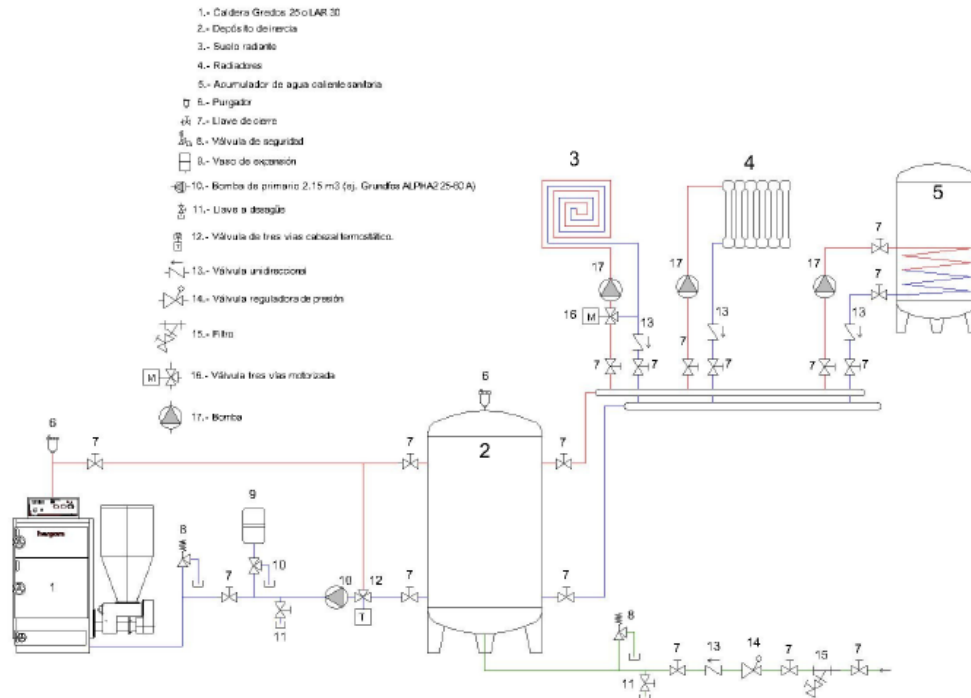 1.- Caldera Gredos 25 o LAR 30
2.- Depósito de inercia
3.- Suelo radiante
4.- Radiadores
5.- Acumulador de agua caliente sanitaria
6.- Purgador
7.- Llave de cierre
8.- Válvula de seguridad
9.- Vaso de expansión
10.- Bomba de primario 2.15 m3 (ej. Grundfos ALPHA2 25-60 A)
11.- Llave a desagüe
12.- Válvula de tres vias cabezal termostático.
13.- Válvula unidireccional
14.- Válvula reguladora de presión
15.- Filtro
M 16.- Válvula tres vías motorizada
17.- Bomba
3
4
5
7
7
17
17
17
16 M
13
13
13
7
7
7
7
7
7
6
6
7
7
2
7
9
8
1
7
10
10
12
7
7
T
11
8
7
13
14
7
15
7
11